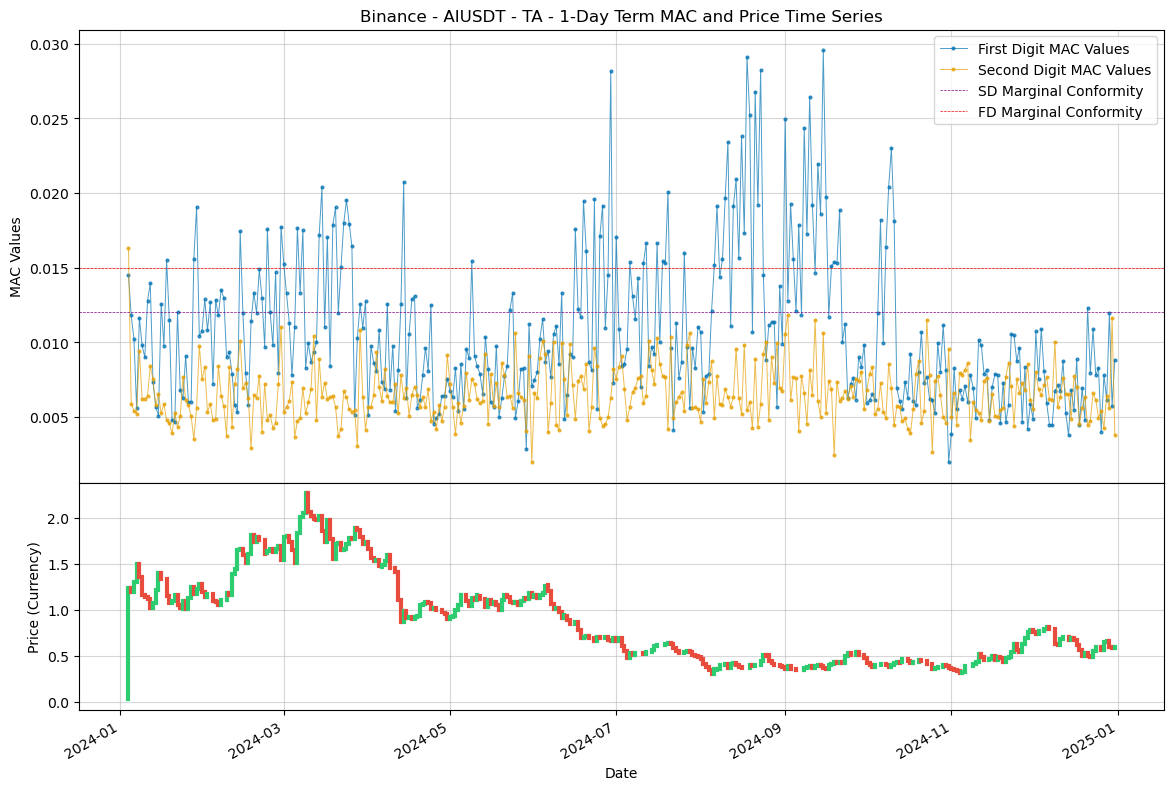 Binance - AIUSDT - TA - 1-Day Term MAC and Price Time Series
First Digit MAC Values
Second Digit MAC Values
SD Marginal Conformity
FD Marginal Conformity
MAC Values
0.030
0.025
0.020
0.015
0.010
0.005
Price (Currency)
2.0
1.5
1.0
0.5
0.0
2024-01
2024-03
2024-05
2024-07
2024-09
2024-11
2025-01
Date